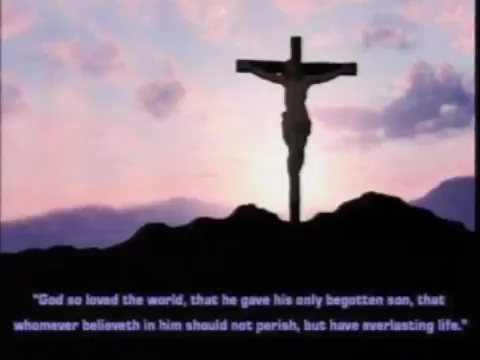 "God so loved the world, that he gave his only begotten son, that
whomever believeth in him should not perish, but have everlasting life."